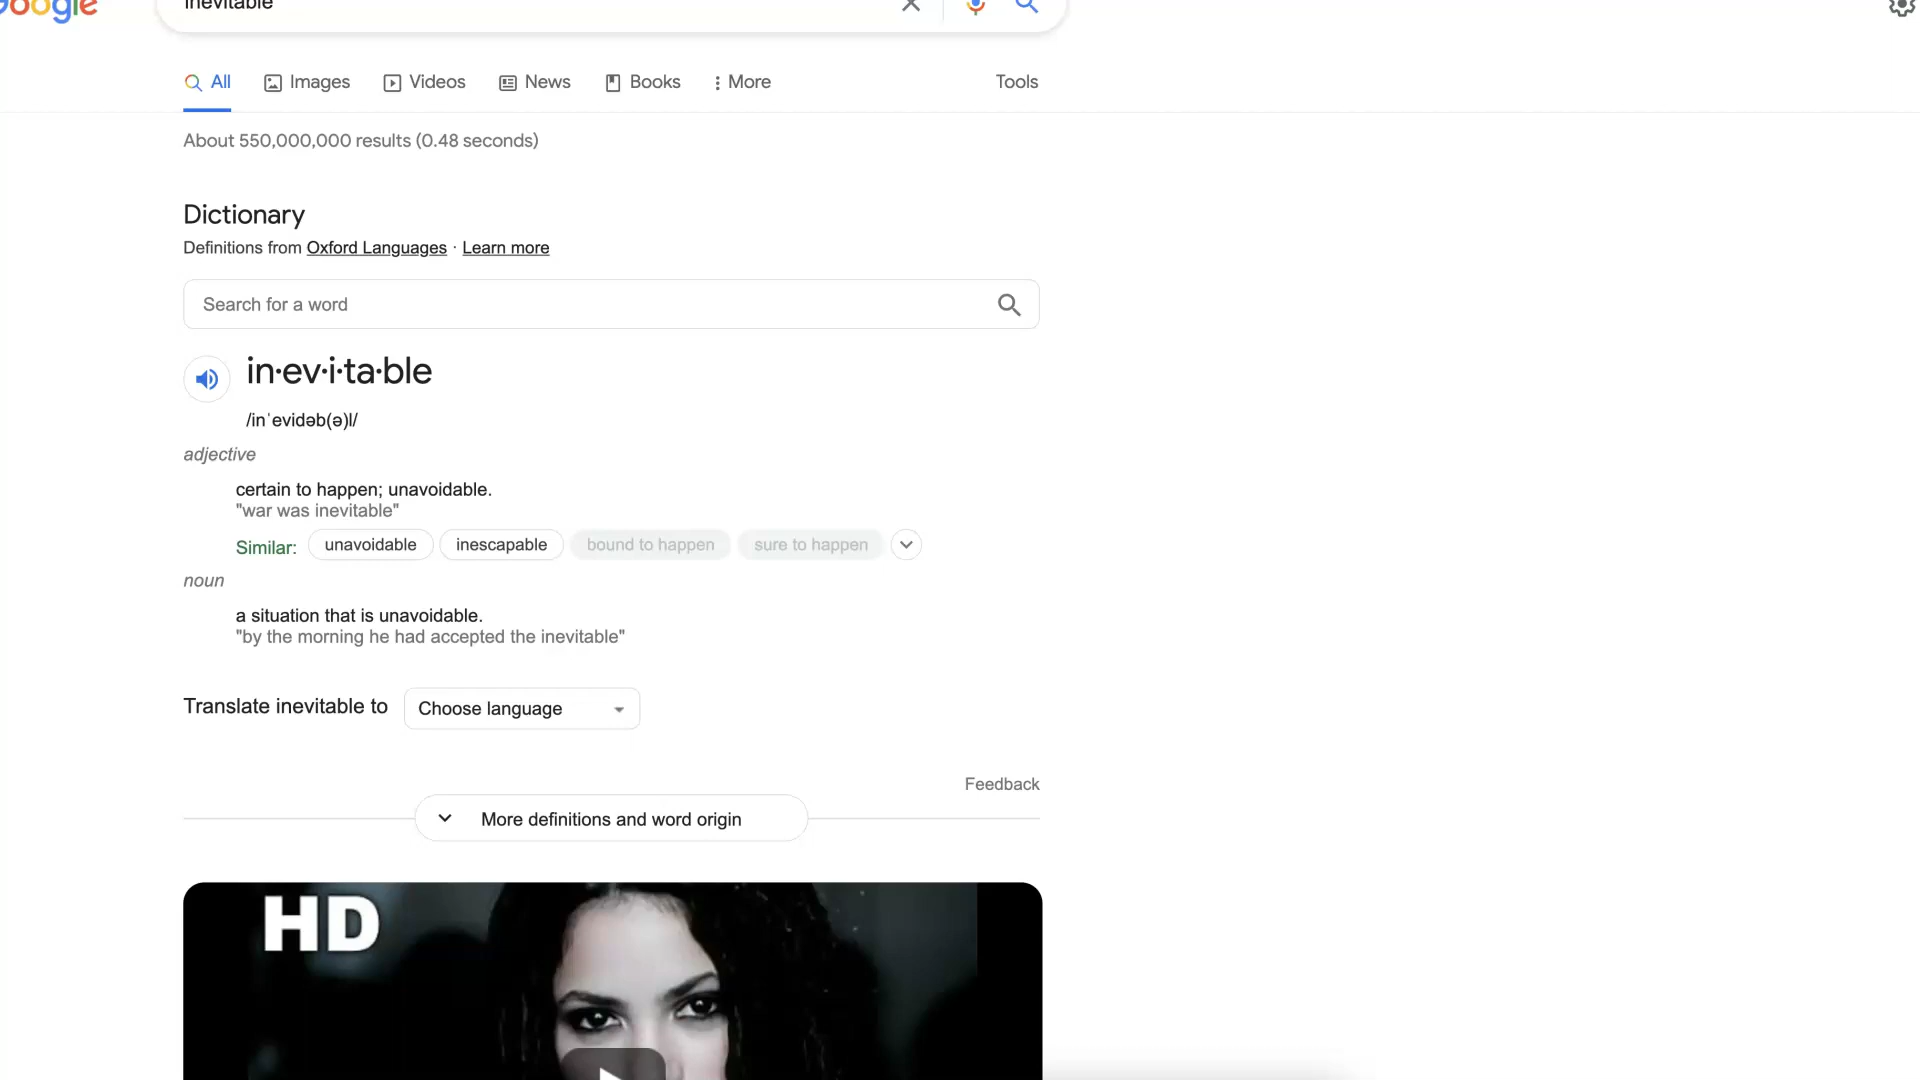 Google
inevitable
All Images Videos News Books More Tools
About 550,000,000 results (0.48 seconds)
Dictionary
Definitions from Oxford Languages · Learn more
Search for a word
in·ev·i·ta·ble
/inˈevidəb(ə)l/
adjective
certain to happen; unavoidable.
"war was inevitable"
Similar: unavoidable inescapable bound to happen sure to happen
noun
a situation that is unavoidable.
"by the morning he had accepted the inevitable"
Translate inevitable to Choose language
Feedback
More definitions and word origin
HD